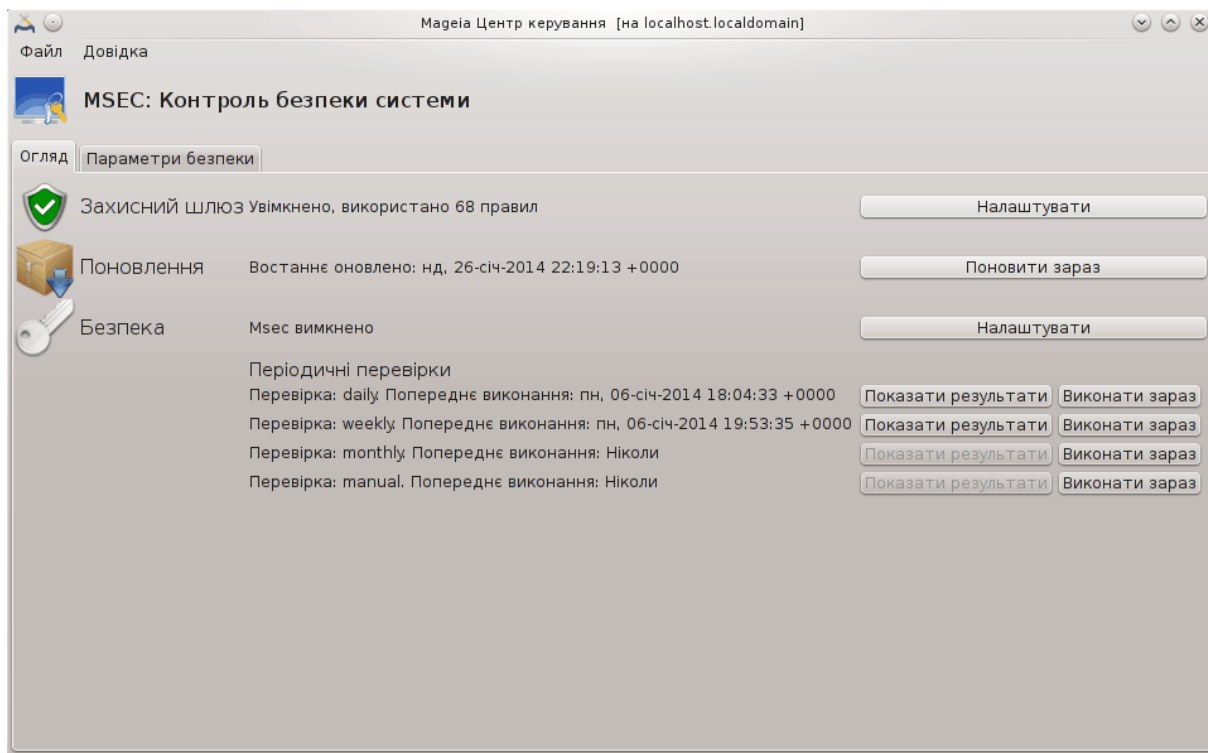 Mageia Центр керування [на localhost.localdomain]
Файл Довідка
MSEC: Контроль безпеки системи
Огляд Параметри безпеки
Захисний шлюз Увімкнено, використано 68 правил Налаштувати
Поновлення Востаннє оновлено: нд, 26-січ-2014 22:19:13 +0000 Поновити зараз
Безпека Msec вимкнено Налаштувати
Періодичні перевірки
Перевірка: daily. Попереднє виконання: пн, 06-січ-2014 18:04:33 +0000 Показати результати Виконати зараз
Перевірка: weekly. Попереднє виконання: пн, 06-січ-2014 19:53:35 +0000 Показати результати Виконати зараз
Перевірка: monthly. Попереднє виконання: Ніколи Показати результати Виконати зараз
Перевірка: manual. Попереднє виконання: Ніколи Показати результати Виконати зараз